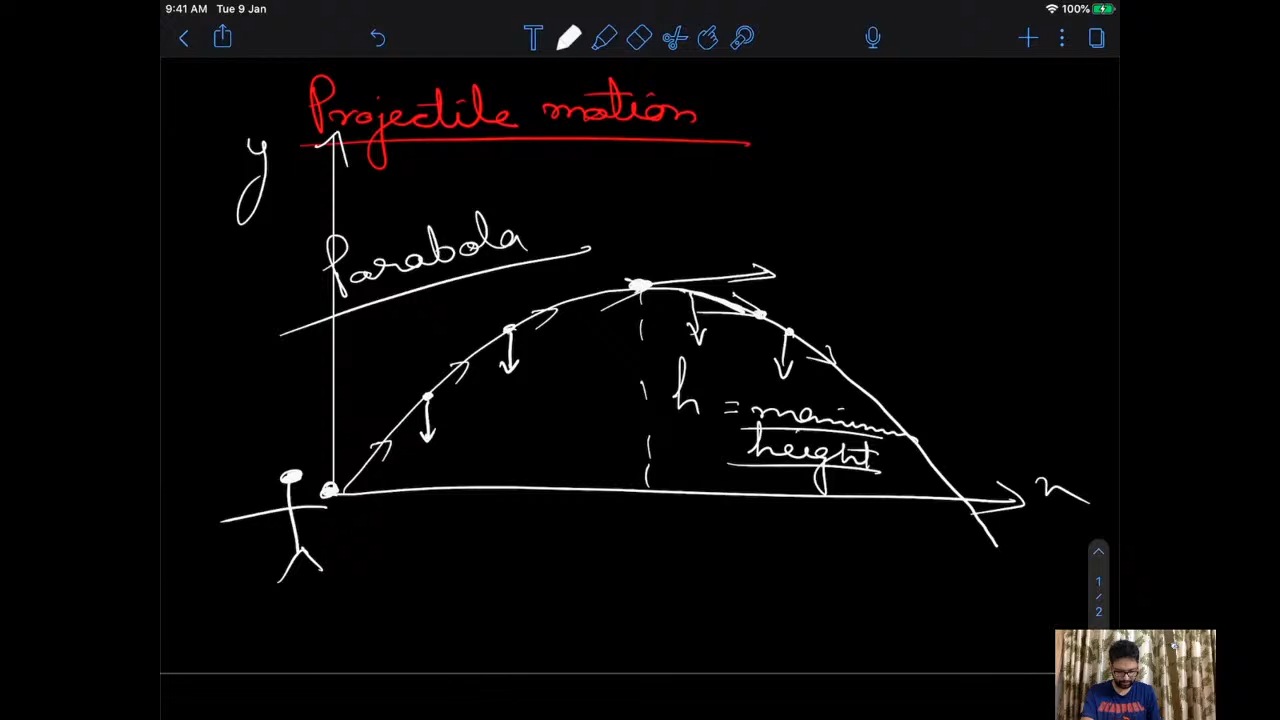 9:41 AM Tue 9 Jan
100%
Projectile motion
y
Parabola
h = maximum
height
x
1
/
2